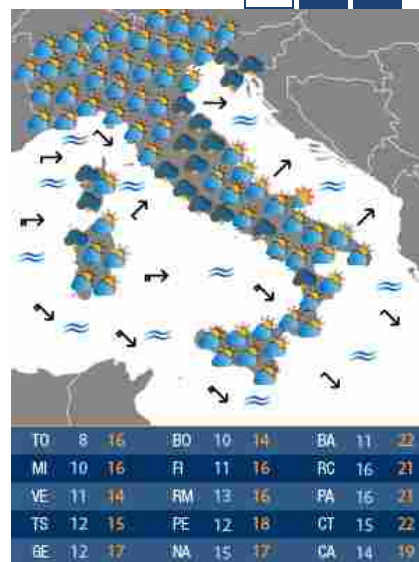 TO 8 16 BO 10 14 BA 11 22
MI 10 16 FI 11 16 RC 16 21
VE 11 14 RM 13 16 PA 16 21
TS 12 15 PE 12 18 CT 15 22
GE 12 17 NA 15 17 CA 14 19